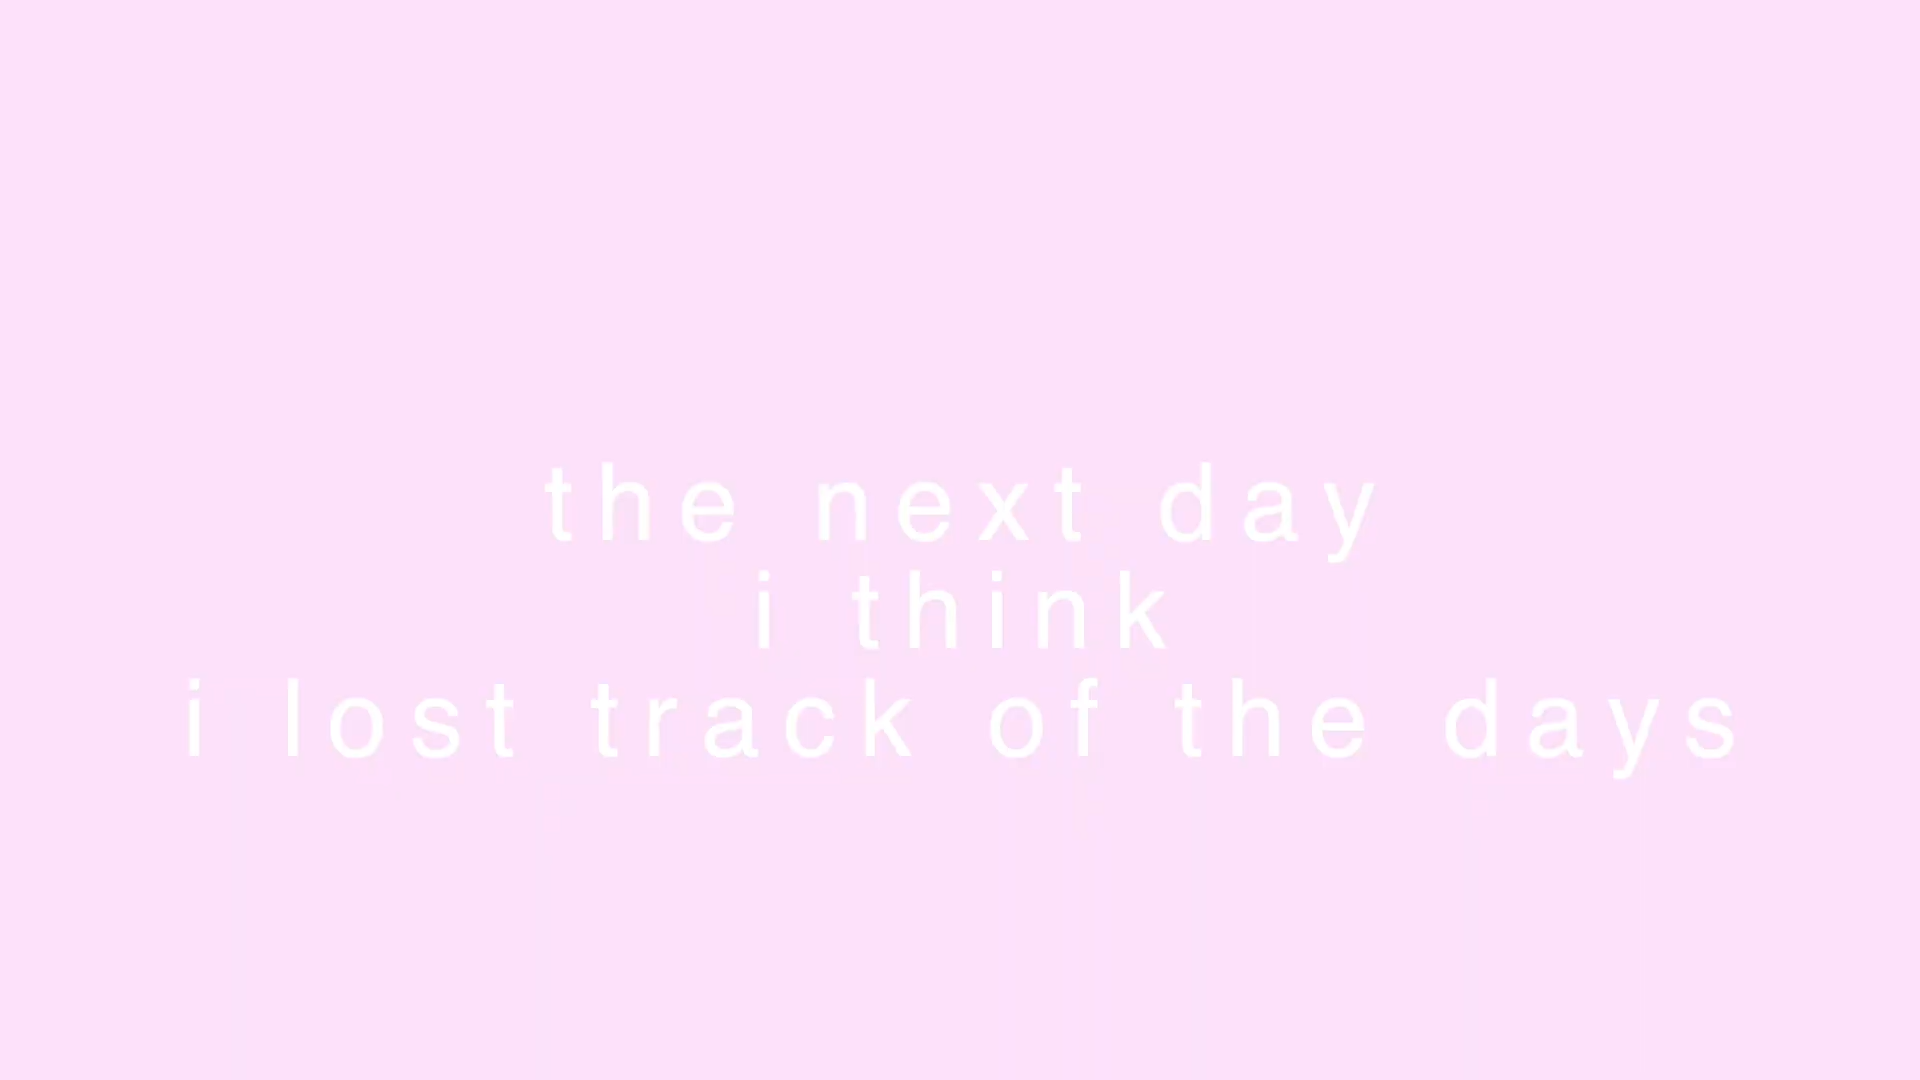 the next day
i think
i lost track of the days